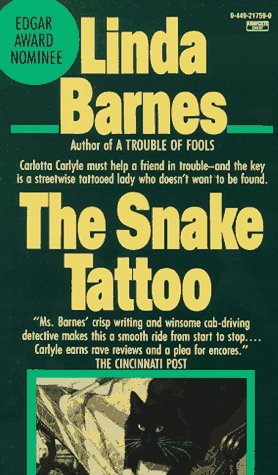 EDGAR
AWARD
NOMINEE
0-449-21759-0
FAWCETT
CREST
Linda
Barnes
Author of A TROUBLE OF FOOLS
Carlotta Carlyle must help a friend in trouble—and the key
is a streetwise tattooed lady who doesn't want to be found.
The Snake
Tattoo
"Ms. Barnes' crisp writing and winsome cab-driving
detective makes this a smooth ride from start to stop....
Carlyle earns rave reviews and a plea for encores."
THE CINCINNATI POST